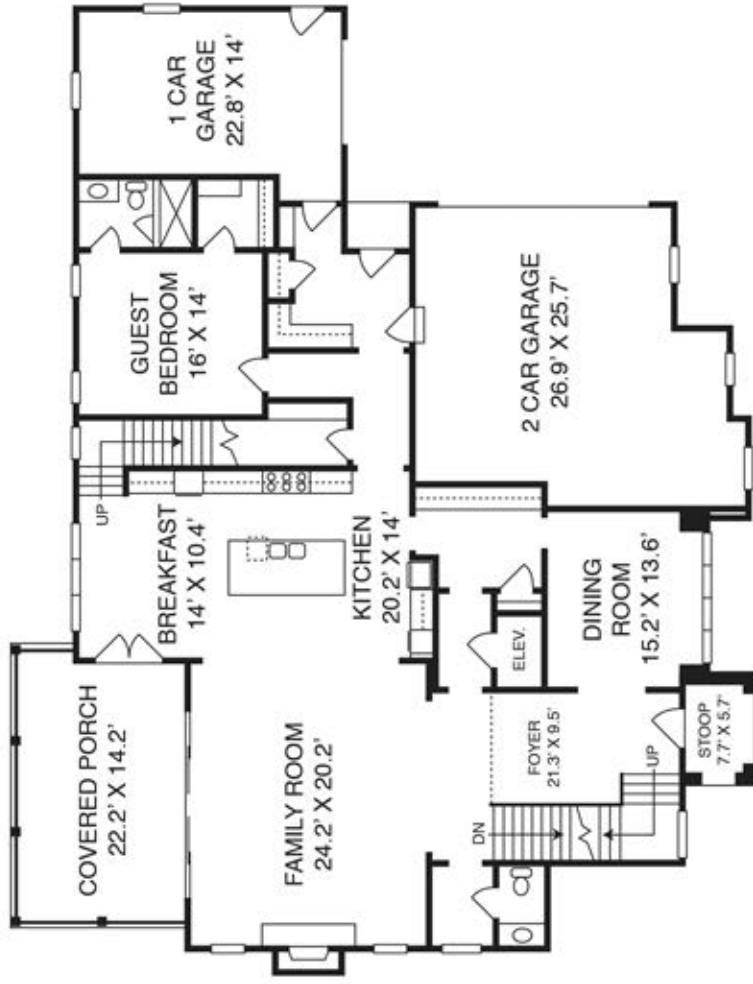 1 CAR
GARAGE
22.8' X 14'
GUEST
BEDROOM
16' X 14'
2 CAR GARAGE
26.9' X 25.7'
UP
BREAKFAST
14' X 10.4'
KITCHEN
20.2' X 14'
DINING
ROOM
15.2' X 13.6'
ELEV.
COVERED PORCH
22.2' X 14.2'
FAMILY ROOM
24.2' X 20.2'
FOYER
21.3' X 9.5'
STOOP
7.7' X 5.7'
UP
DN